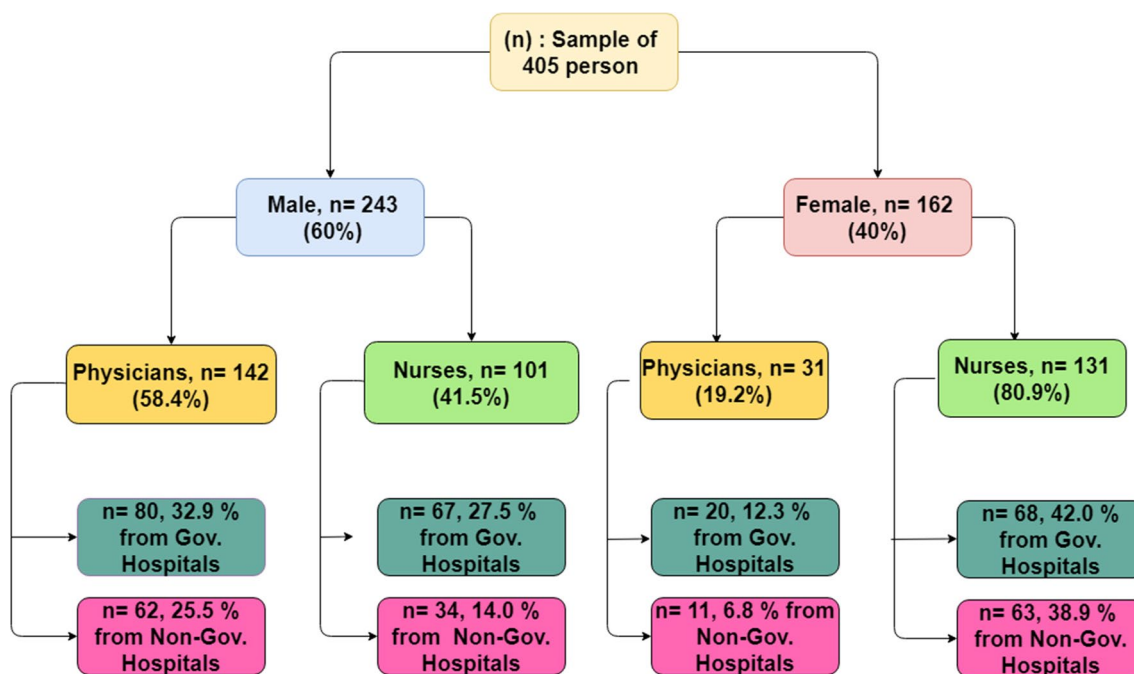 (n) : Sample of
405 person
Male, n= 243
(60%)
Female, n= 162
(40%)
Physicians, n= 142
(58.4%)
Nurses, n= 101
(41.5%)
Physicians, n= 31
(19.2%)
Nurses, n= 131
(80.9%)
n= 80, 32.9 %
from Gov.
Hospitals
n= 67, 27.5 %
from Gov.
Hospitals
n= 20, 12.3 %
from Gov.
Hospitals
n= 68, 42.0 %
from Gov.
Hospitals
n= 62, 25.5 %
from Non-Gov.
Hospitals
n= 34, 14.0 %
from Non-Gov.
Hospitals
n= 11, 6.8 % from
Non-Gov.
Hospitals
n= 63, 38.9 %
from Non-Gov.
Hospitals